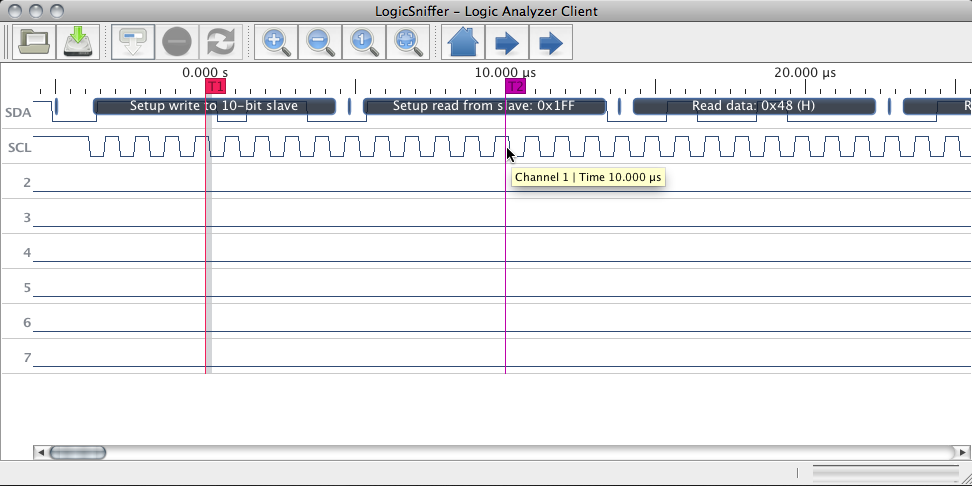 LogicSniffer – Logic Analyzer Client
0.000 s 10.000 µs 20.000 µs
T1 T2
SDA Setup write to 10-bit slave Setup read from slave: 0x1FF Read data: 0x48 (H) R
SCL
Channel 1 | Time 10.000 µs
2
3
4
5
6
7